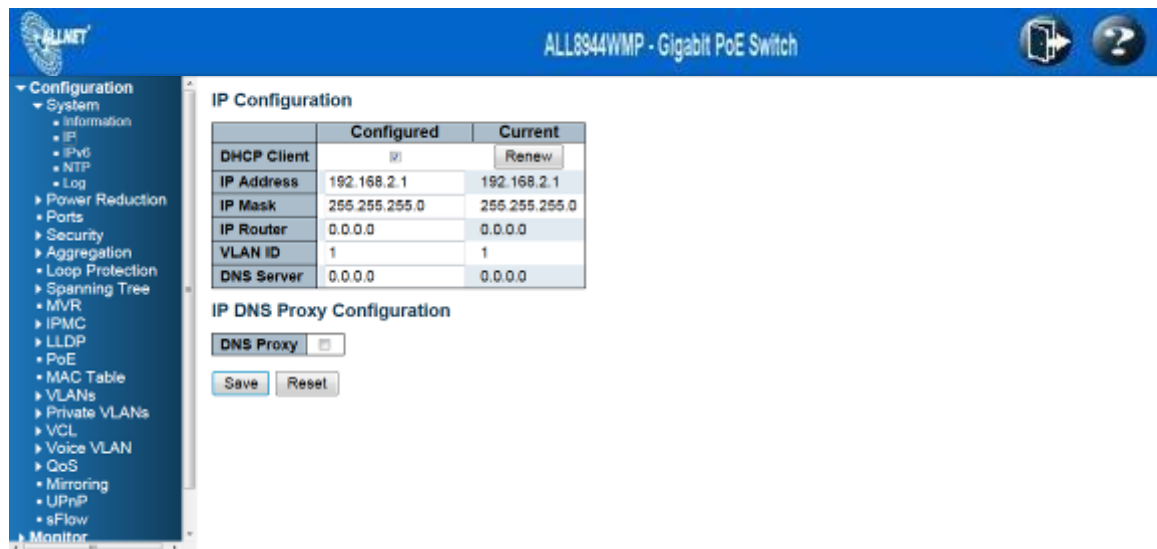 ALLNET
ALL8944WMP - Gigabit PoE Switch
Configuration
System
Information
IP
IPv6
NTP
Log
Power Reduction
Ports
Security
Aggregation
Loop Protection
Spanning Tree
MVR
IPMC
LLDP
PoE
MAC Table
VLANs
Private VLANs
VCL
Voice VLAN
QoS
Mirroring
UPnP
sFlow
Monitor
IP Configuration
Configured Current
DHCP Client Renew
IP Address 192.168.2.1 192.168.2.1
IP Mask 255.255.255.0 255.255.255.0
IP Router 0.0.0.0 0.0.0.0
VLAN ID 1 1
DNS Server 0.0.0.0 0.0.0.0
IP DNS Proxy Configuration
DNS Proxy
Save Reset